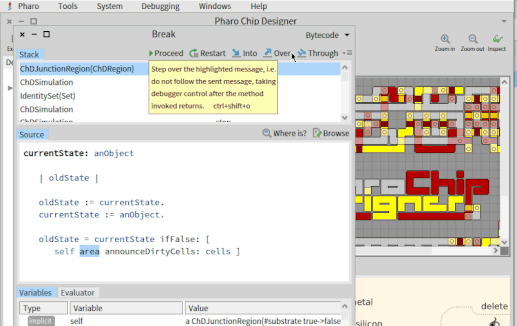 Pharo Tools System Debugging Windows Help
Pharo Chip Designer
Break
Bytecode
Zoom in Zoom out Inspect
Stack
Proceed Restart Into Over Through
ChDJunctionRegion(ChDRegion)
ChDSimulation
IdentitySet(Set)
ChDSimulation
ChDSimulation
Step over the highlighted message, i.e.
do not follow the sent message, taking
debugger control after the method
invoked returns. ctrl+shift+o
Source
Where is? Browse
currentState: anObject
| oldState |
oldState := currentState.
currentState := anObject.
oldState = currentState ifFalse: [
self area announceDirtyCells: cells ]
Chip
Variables Evaluator
Type Variable Value
implicit self a ChDJunctionRegion(#substrate true->false
delete